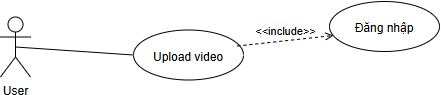 Đăng nhập
<<include>>
Upload video
User